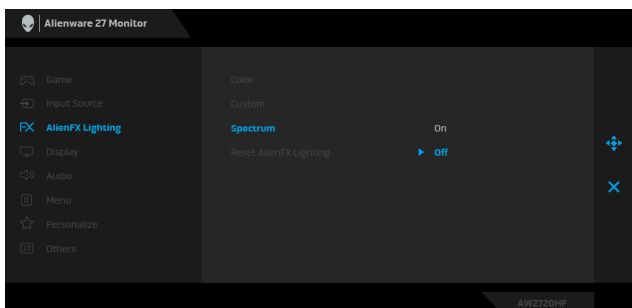 Alienware 27 Monitor
Game
Color
Input Source
Custom
FX AlienFX Lighting
Spectrum
On
Display
Reset AlienFX Lighting
Off
Audio
Menu
Personalize
Others
AW2720HF